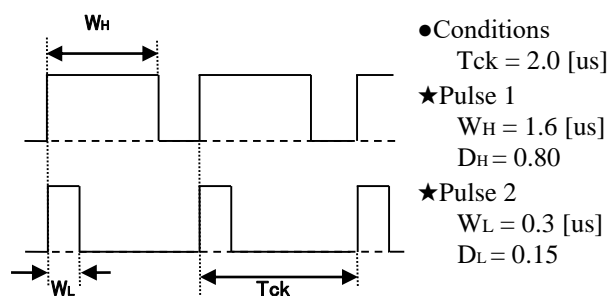 WH
●Conditions
Tck = 2.0 [us]
★Pulse 1
WH = 1.6 [us]
DH = 0.80
★Pulse 2
WL = 0.3 [us]
DL = 0.15
WL
Tck